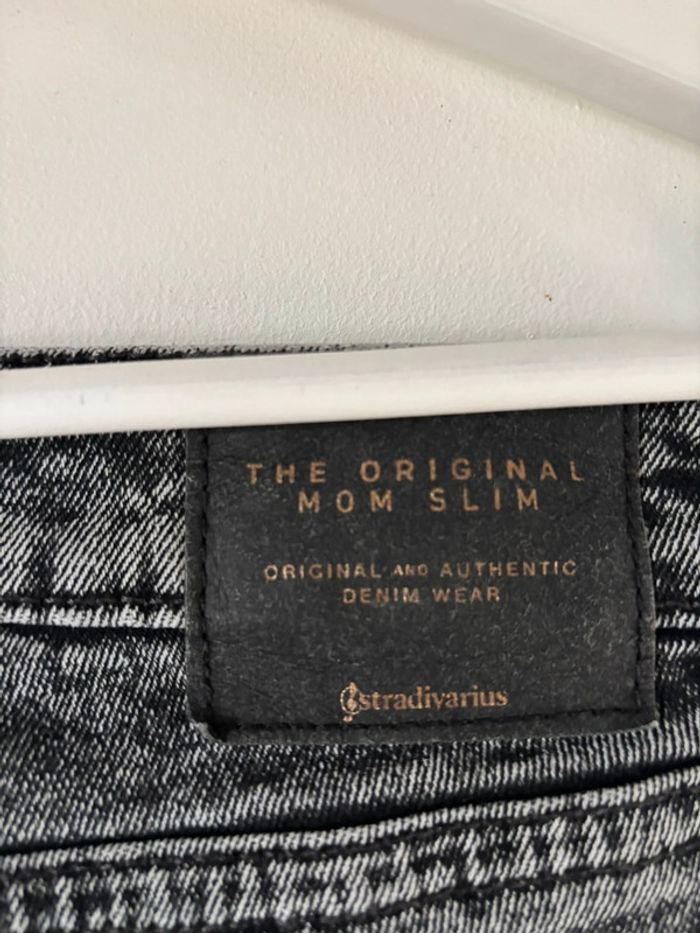 THE ORIGINAL
MOM SLIM
ORIGINAL AND AUTHENTIC
DENIM WEAR
stradivarius